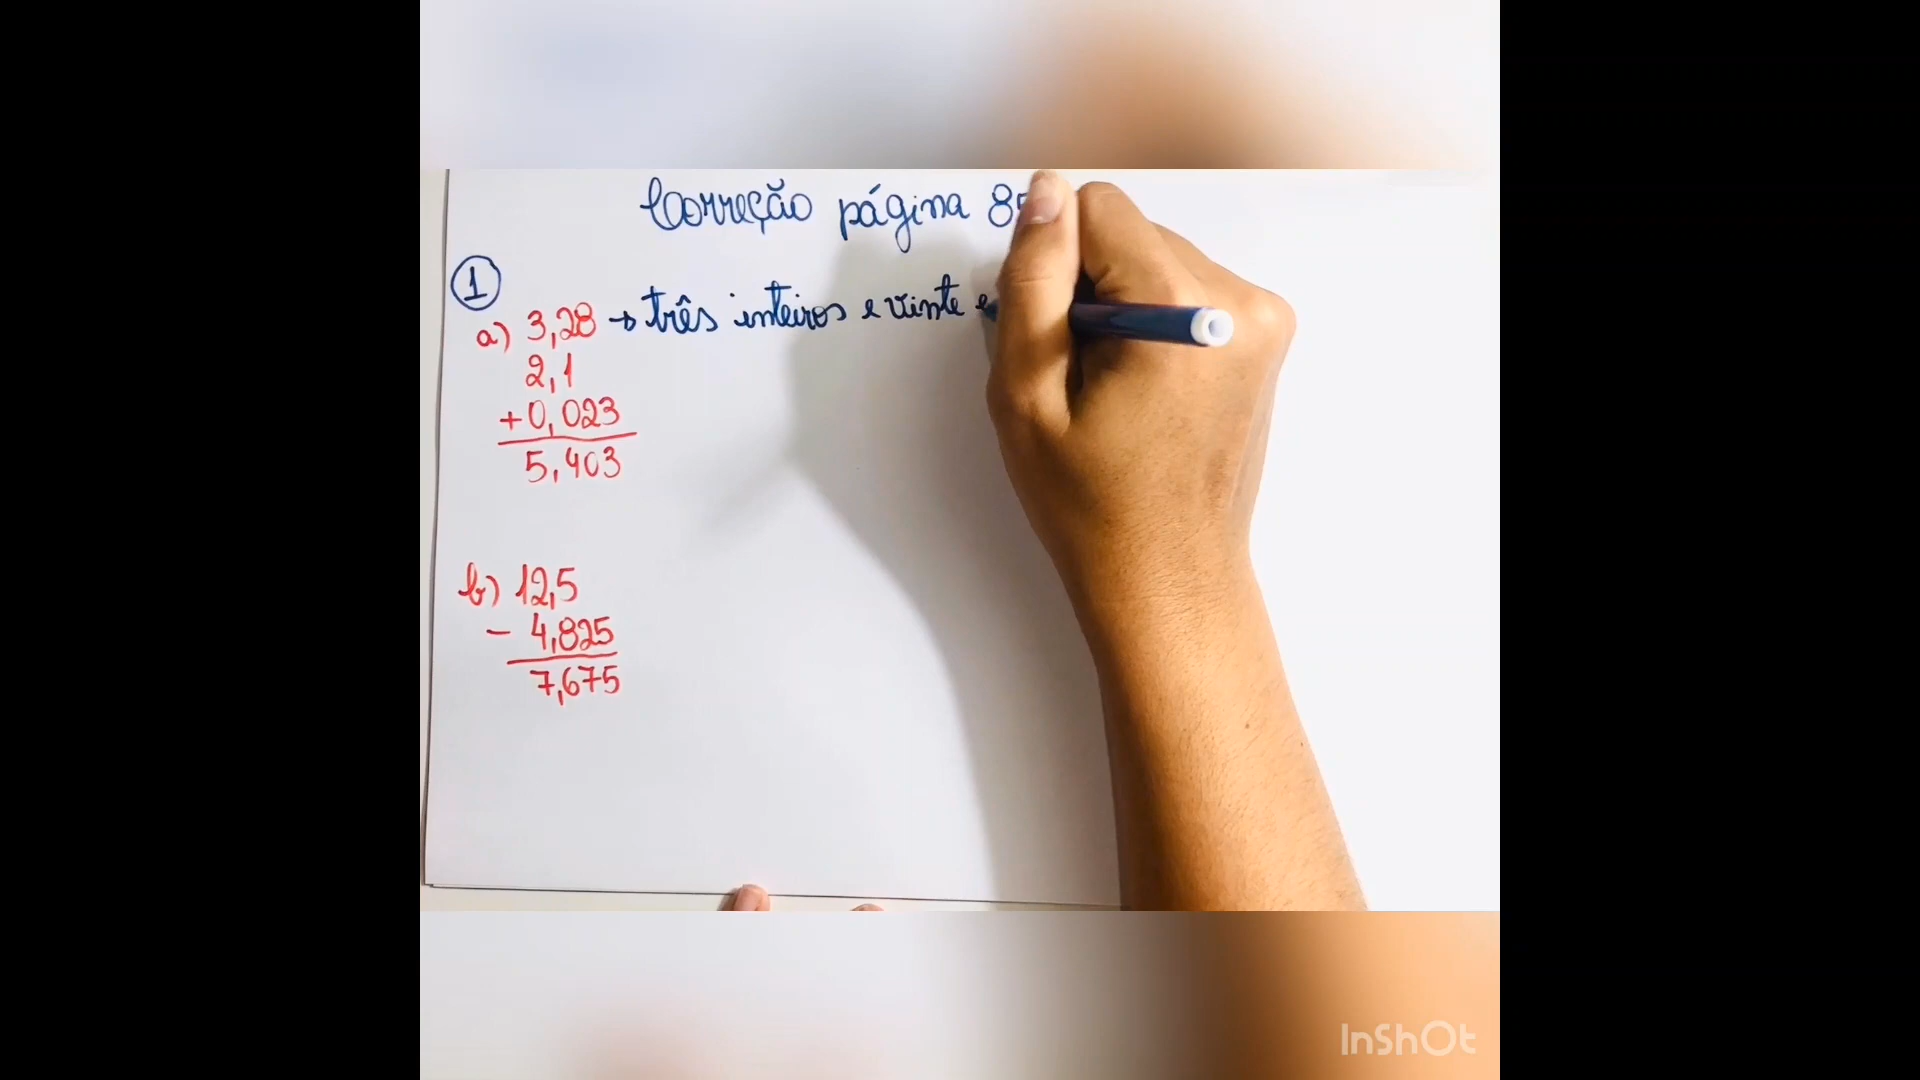 Correção página 8
1
a) 3,28 → três inteiros e vinte e
2,1
+ 0,023
5,403
b) 12,5
- 4,825
7,675
InShOt